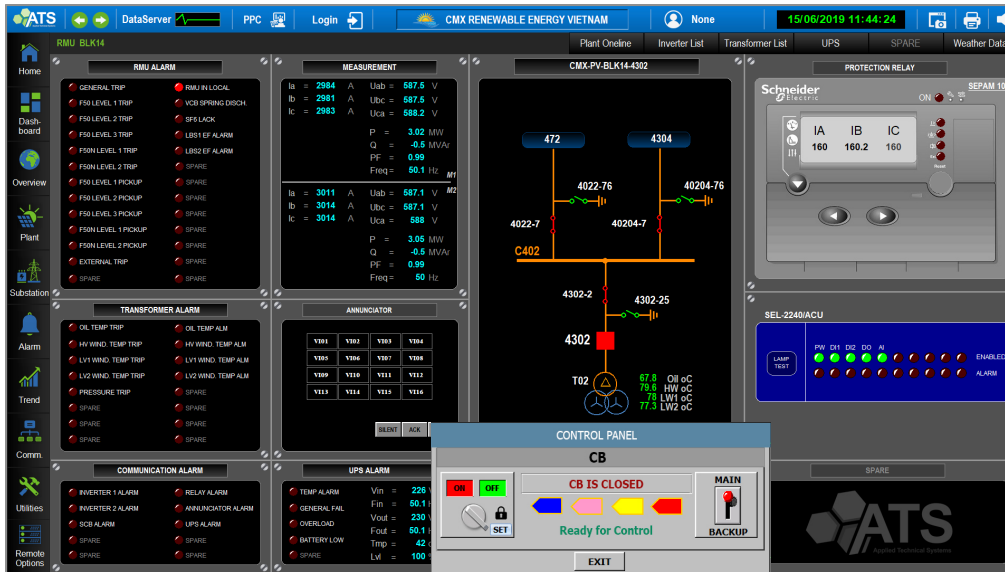 ATS
DataServer
PPC
Login
CMX RENEWABLE ENERGY VIETNAM
None
15/06/2019 11:44:24
RMU BLK14
Plant Oneline
Inverter List
Transformer List
UPS
SPARE
Weather Data
Home
Dash-
board
Overview
Plant
Substation
Alarm
Trend
Comm.
Utilities
Remote
Options
RMU ALARM
GENERAL TRIP
RMU IN LOCAL
F50 LEVEL 1 TRIP
VCB SPRING DISCH.
F50 LEVEL 2 TRIP
SF6 LACK
F50 LEVEL 3 TRIP
LBS1 EF ALARM
F50N LEVEL 1 TRIP
LBS2 EF ALARM
F50N LEVEL 2 TRIP
SPARE
F50 LEVEL 1 PICKUP
SPARE
F50 LEVEL 2 PICKUP
SPARE
F50 LEVEL 3 PICKUP
SPARE
F50N LEVEL 1 PICKUP
SPARE
F50N LEVEL 2 PICKUP
SPARE
EXTERNAL TRIP
SPARE
SPARE
SPARE
MEASUREMENT
Ia = 2984 A Uab = 587.5 V
Ib = 2981 A Ubc = 587.5 V
Ic = 2983 A Uca = 588.2 V
P = 3.02 MW
Q = -0.5 MVAr
PF = 0.99
Freq = 50.1 Hz
M1
M2
Ia = 3011 A Uab = 587.1 V
Ib = 3014 A Ubc = 587.1 V
Ic = 3014 A Uca = 588 V
P = 3.05 MW
Q = -0.5 MVAr
PF = 0.99
Freq = 50 Hz
CMX-PV-BLK14-4302
472
4304
4022-76
40204-76
4022-7
40204-7
C402
4302-2
4302-25
4302
T02
67.8 Oil oC
79.6 HW oC
78 LW1 oC
77.3 LW2 oC
PROTECTION RELAY
Schneider
Electric
ON
SEPAM 10
IA IB IC
160 160.2 160
Reset
SEL-2240/ACU
LAMP
TEST
PW DI1 DI2 DO AI
ENABLED
ALARM
TRANSFORMER ALARM
OIL TEMP TRIP
OIL TEMP ALM
HV WIND. TEMP TRIP
HV WIND. TEMP ALM
LV1 WIND. TEMP TRIP
LV1 WIND. TEMP ALM
LV2 WIND. TEMP TRIP
LV2 WIND. TEMP ALM
PRESSURE TRIP
SPARE
SPARE
SPARE
SPARE
SPARE
SPARE
SPARE
ANNUNCIATOR
VI01 VI02 VI03 VI04
VI05 VI06 VI07 VI08
VI09 VI10 VI11 VI12
VI13 VI14 VI15 VI16
SILENT
ACK
COMMUNICATION ALARM
INVERTER 1 ALARM
RELAY ALARM
INVERTER 2 ALARM
ANNUNCIATOR ALARM
SCB ALARM
UPS ALARM
SPARE
SPARE
SPARE
SPARE
UPS ALARM
TEMP ALARM
GENERAL FAIL
OVERLOAD
BATTERY LOW
SPARE
Vin = 226
Fin = 50.1
Vout = 230
Fout = 50.1
Tmp = 42
Lvl = 100
CONTROL PANEL
CB
ON
OFF
SET
CB IS CLOSED
Ready for Control
MAIN
BACKUP
EXIT
SPARE
ATS
Applied Technical Systems